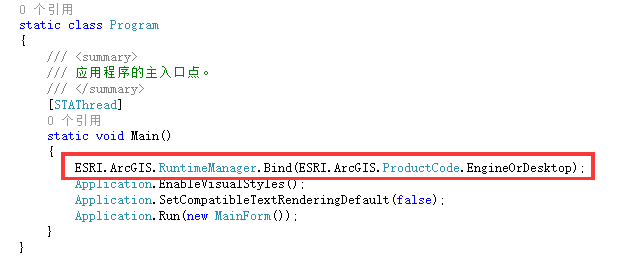 0 个引用
static class Program
{
/// <summary>
/// 应用程序的主入口点。
/// </summary>
[STAThread]
0 个引用
static void Main()
{
ESRI.ArcGIS.RuntimeManager.Bind(ESRI.ArcGIS.ProductCode.EngineOrDesktop);
Application.EnableVisualStyles();
Application.SetCompatibleTextRenderingDefault(false);
Application.Run(new MainForm());
}
}